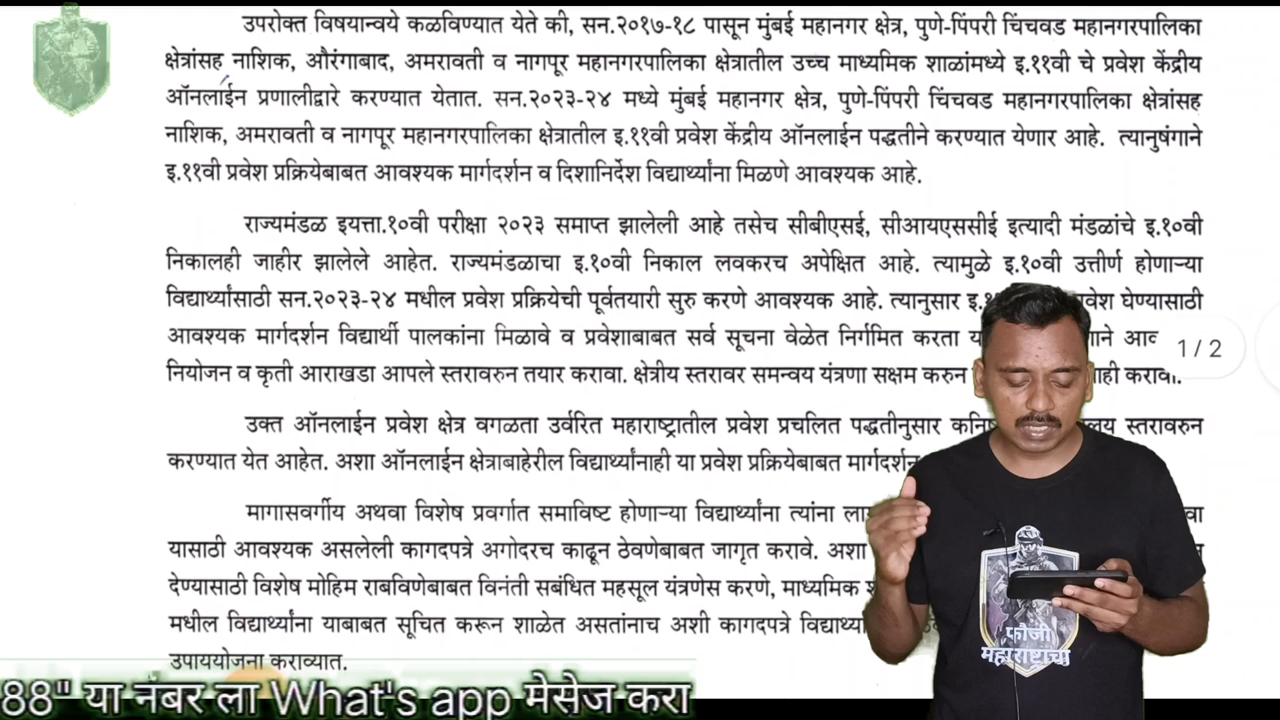 उपरोक्त विषयान्वये कळविण्यात येते की, सन.२०१७-१८ पासून मुंबई महानगर क्षेत्र, पुणे-पिंपरी चिंचवड महानगरपालिका
क्षेत्रांसह नाशिक, औरंगाबाद, अमरावती व नागपूर महानगरपालिका क्षेत्रातील उच्च माध्यमिक शाळांमध्ये इ.११वी चे प्रवेश केंद्रीय
ऑनलाईन प्रणालीद्वारे करण्यात येतात. सन.२०२३-२४ मध्ये मुंबई महानगर क्षेत्र, पुणे-पिंपरी चिंचवड महानगरपालिका क्षेत्रांसह
नाशिक, अमरावती व नागपूर महानगरपालिका क्षेत्रातील इ.११वी प्रवेश केंद्रीय ऑनलाईन पद्धतीने करण्यात येणार आहे. त्यानुषंगाने
इ.११वी प्रवेश प्रक्रियेबाबत आवश्यक मार्गदर्शन व दिशानिर्देश विद्यार्थ्यांना मिळणे आवश्यक आहे.
राज्यमंडळ इयत्ता.१०वी परीक्षा २०२३ समाप्त झालेली आहे तसेच सीबीएसई, सीआयएससीई इत्यादी मंडळांचे इ.१०वी
निकालही जाहीर झालेले आहेत. राज्यमंडळाचा इ.१०वी निकाल लवकरच अपेक्षित आहे. त्यामुळे इ.१०वी उत्तीर्ण होणाऱ्या
विद्यार्थ्यांसाठी सन.२०२३-२४ मधील प्रवेश प्रक्रियेची पूर्वतयारी सुरु करणे आवश्यक आहे. त्यानुसार घेण्यासाठी
आवश्यक मार्गदर्शन विद्यार्थी पालकांना मिळावे व प्रवेशाबाबत सर्व सूचना वेळेत निर्गमित करता
1 / 2
नियोजन व कृती आराखडा आपले स्तरावरुन तयार करावा. क्षेत्रीय स्तरावर समन्वय यंत्रणा सक्षम करुन
उक्त ऑनलाईन प्रवेश क्षेत्र वगळता उर्वरित महाराष्ट्रातील प्रवेश प्रचलित पद्धतीनुसार स्तरावरुन
करण्यात येत आहेत. अशा ऑनलाईन क्षेत्राबाहेरील विद्यार्थ्यांनाही या प्रवेश प्रक्रियेबाबत
मागासवर्गीय अथवा विशेष प्रवर्गात समाविष्ट होणाऱ्या विद्यार्थ्यांना त्यांना
यासाठी आवश्यक असलेली कागदपत्रे अगोदरच काढून ठेवणेबाबत जागृत करावे. अशा
देण्यासाठी विशेष मोहिम राबविणेबाबत विनंती सबंधित महसूल यंत्रणेस करणे, माध्यमिक
मधील विद्यार्थ्यांना याबाबत सूचित करून शाळेत असतांनाच अशी कागदपत्रे
उपाययोजना कराव्यात.
फौजी
महाराष्ट्राचा
88" या नंबर ला What's app मेसेज करा